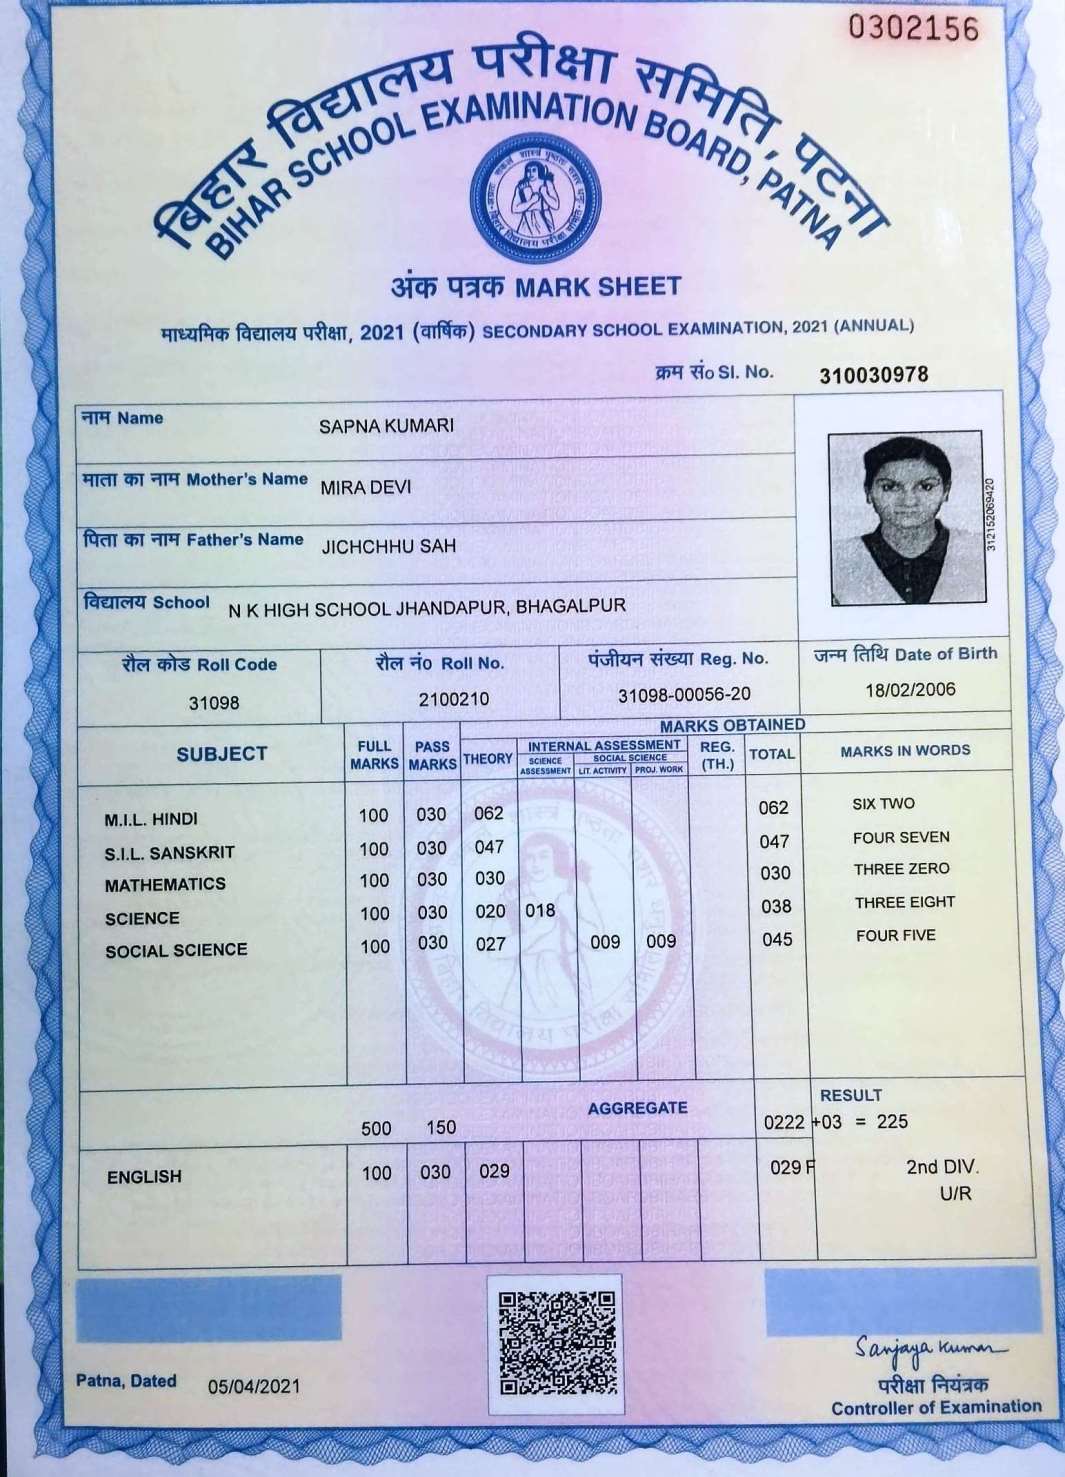 0302156
बिहार विद्यालय परीक्षा समिति, पटना
BIHAR SCHOOL EXAMINATION BOARD, PATNA
अंक पत्रक MARK SHEET
माध्यमिक विद्यालय परीक्षा, 2021 (वार्षिक) SECONDARY SCHOOL EXAMINATION, 2021 (ANNUAL)
क्रम सं० Sl. No. 310030978
नाम Name SAPNA KUMARI
माता का नाम Mother's Name MIRA DEVI
पिता का नाम Father's Name JICHCHHU SAH
विद्यालय School N K HIGH SCHOOL JHANDAPUR, BHAGALPUR
312152069420
रौल कोड Roll Code रौल नं० Roll No. पंजीयन संख्या Reg. No. जन्म तिथि Date of Birth
31098 2100210 31098-00056-20 18/02/2006
MARKS OBTAINED
SUBJECT FULL MARKS PASS MARKS THEORY INTERNAL ASSESSMENT REG. (TH.) TOTAL MARKS IN WORDS
SCIENCE ASSESSMENT SOCIAL SCIENCE
LIT. ACTIVITY PROJ. WORK
M.I.L. HINDI 100 030 062 062 SIX TWO
S.I.L. SANSKRIT 100 030 047 047 FOUR SEVEN
MATHEMATICS 100 030 030 030 THREE ZERO
SCIENCE 100 030 020 018 038 THREE EIGHT
SOCIAL SCIENCE 100 030 027 009 009 045 FOUR FIVE
AGGREGATE RESULT
500 150 0222 +03 = 225
ENGLISH 100 030 029 029 F 2nd DIV.
U/R
Sanjaya Kumar
Patna, Dated 05/04/2021
परीक्षा नियंत्रक
Controller of Examination